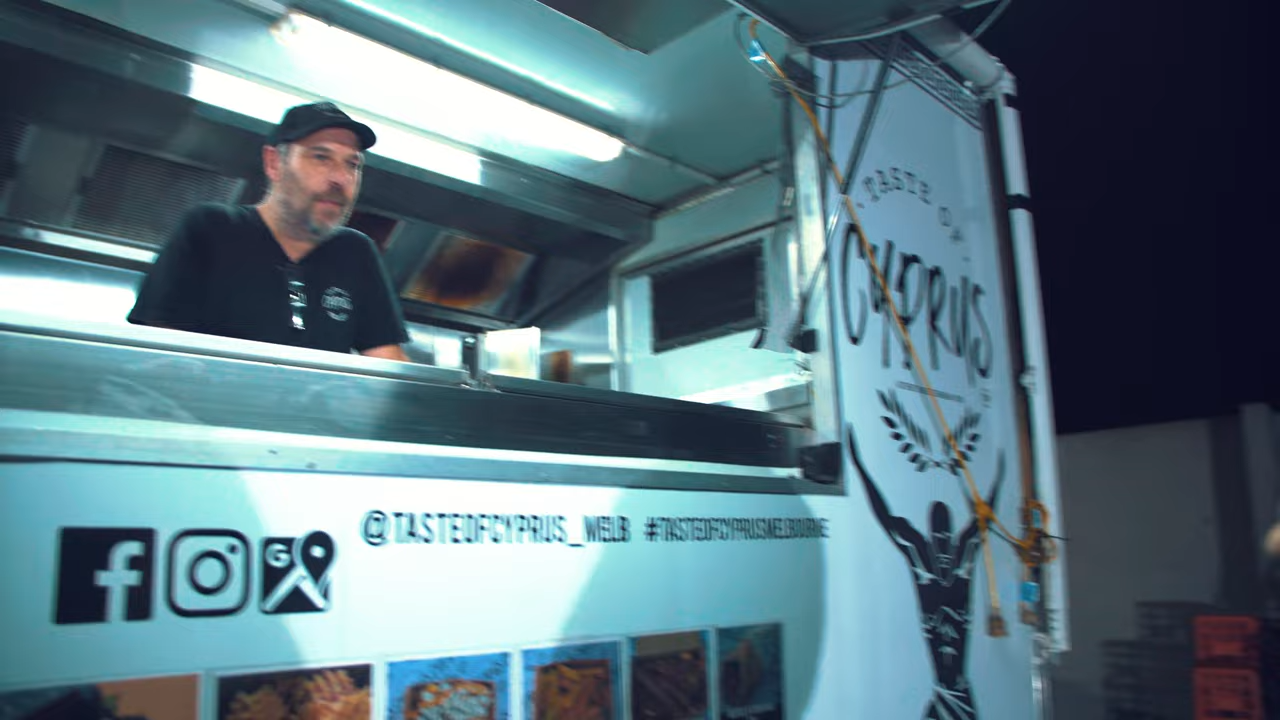 TASTE OF
CYPRUS
@TASTEOFCYPRUS_MELB #TASTEOFCYPRUSMELBOURNE
f
G